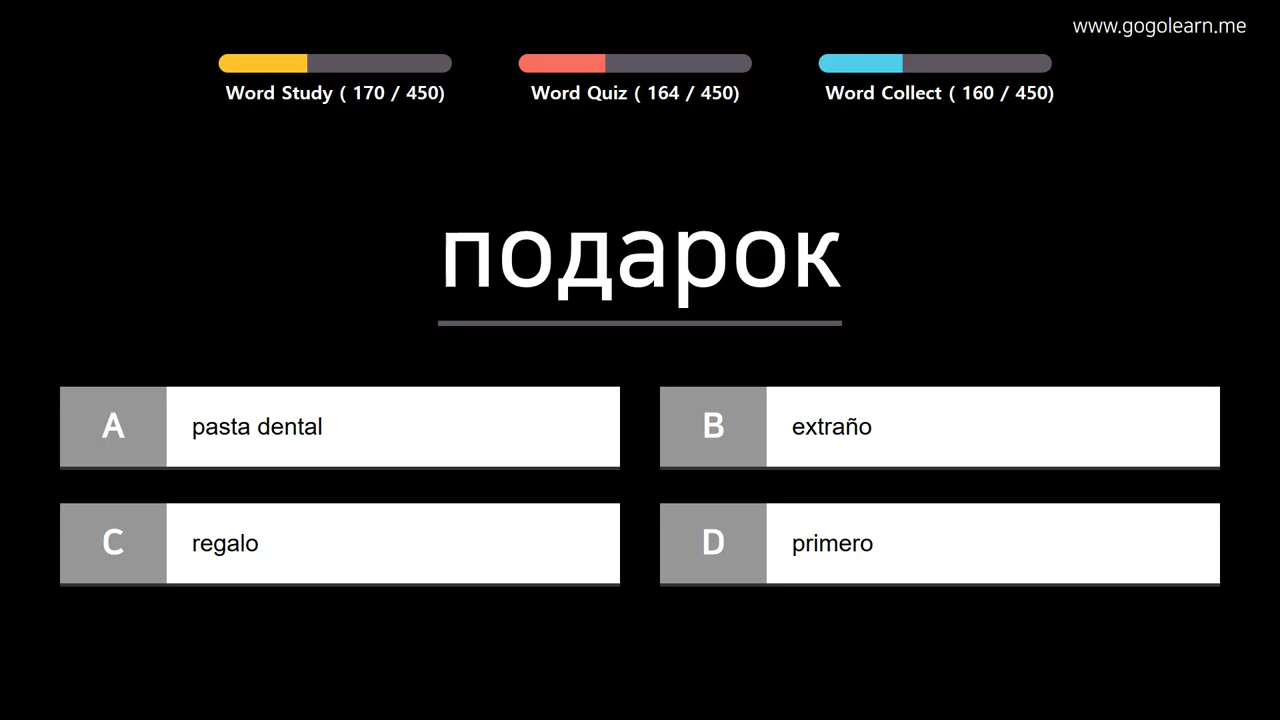 www.gogolearn.me
Word Study ( 170 / 450)
Word Quiz ( 164 / 450)
Word Collect ( 160 / 450)
подарок
A pasta dental
B extraño
C regalo
D primero